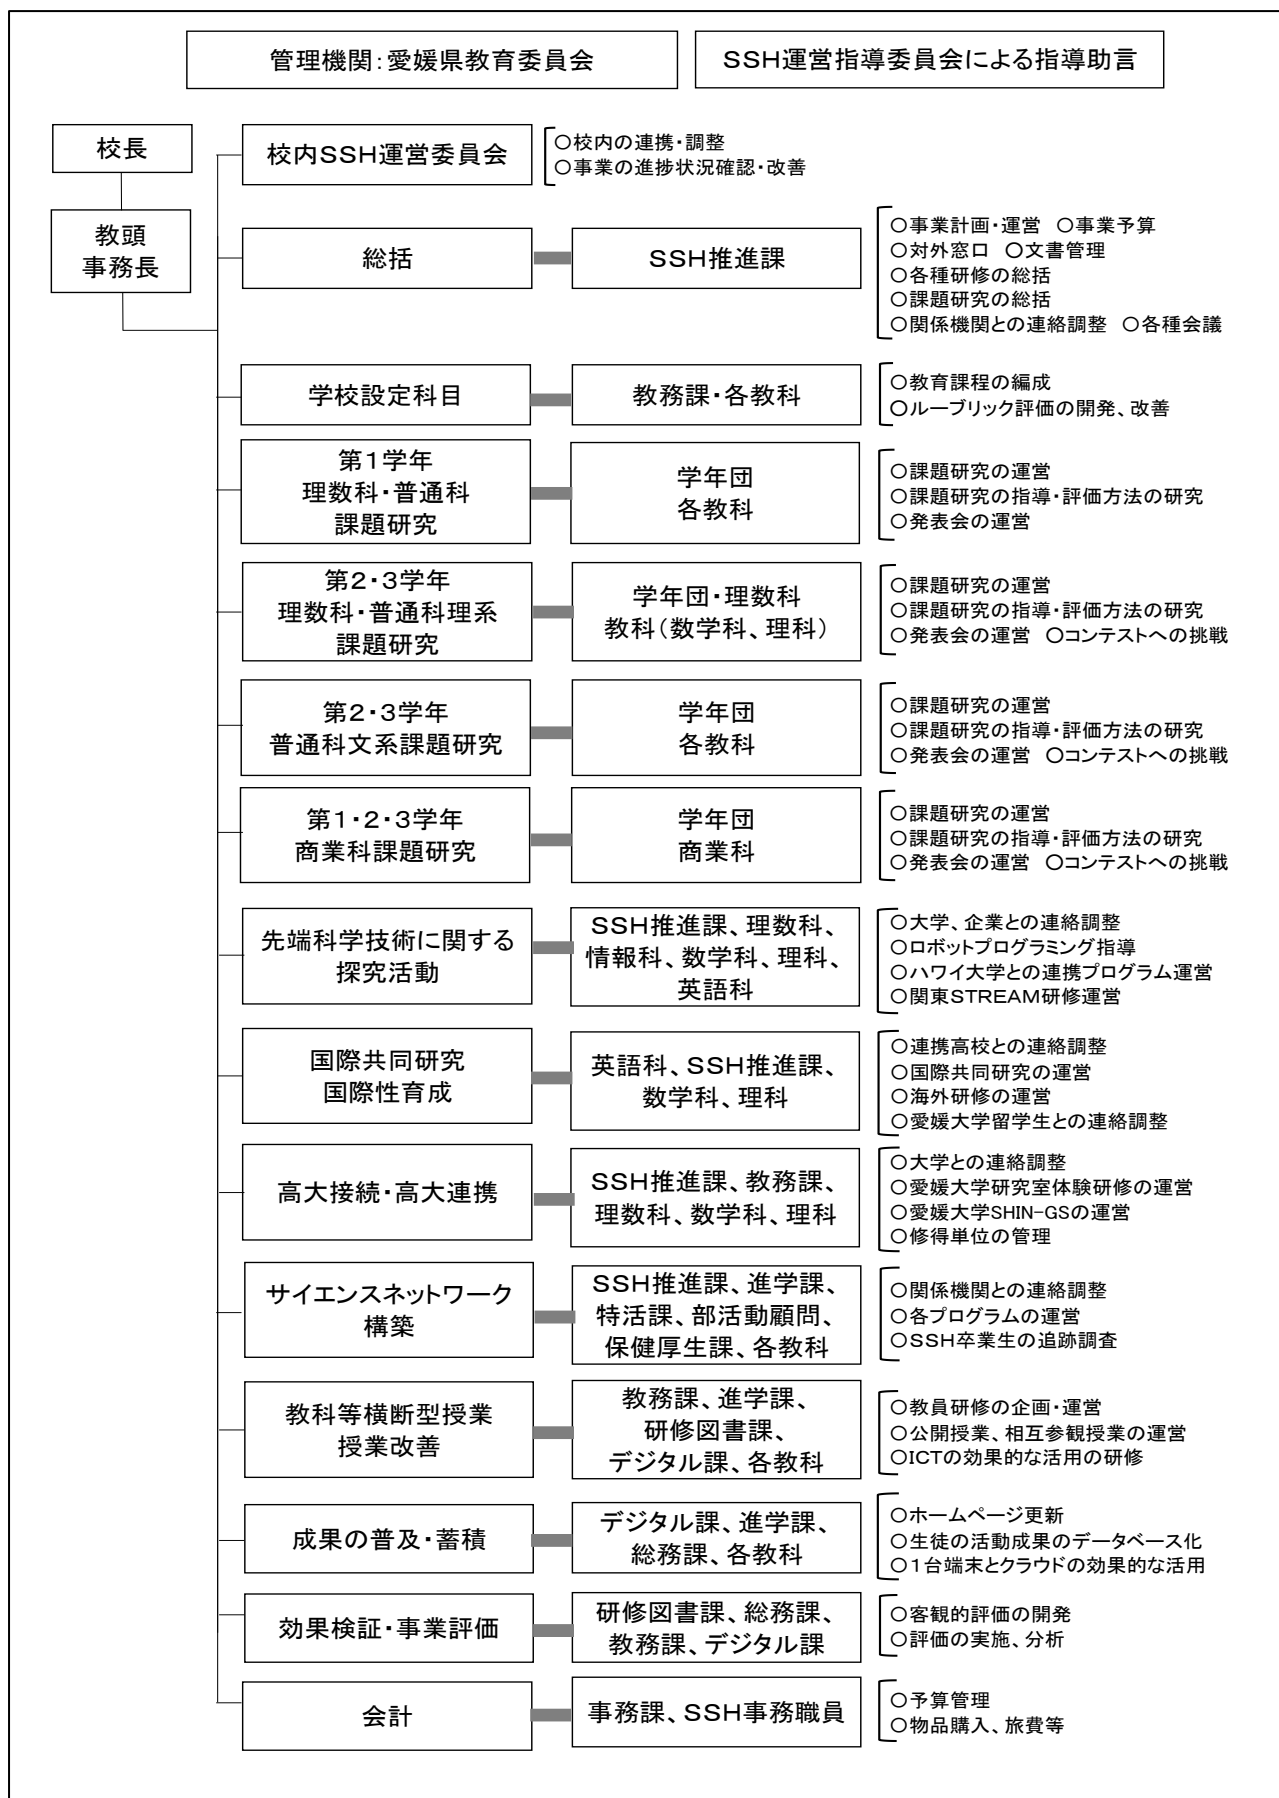 管理機関:愛媛県教育委員会
SSH運営指導委員会による指導助言
校長
教頭
事務長
校内SSH運営委員会
○校内の連携・調整
○事業の進捗状況確認・改善
総括
SSH推進課
○事業計画・運営 ○事業予算
○対外窓口 ○文書管理
○各種研修の総括
○課題研究の総括
○関係機関との連絡調整 ○各種会議
学校設定科目
教務課・各教科
○教育課程の編成
○ルーブリック評価の開発、改善
第1学年
理数科・普通科
課題研究
学年団
各教科
○課題研究の運営
○課題研究の指導・評価方法の研究
○発表会の運営
第2・3学年
理数科・普通科理系
課題研究
学年団・理数科
教科(数学科、理科)
○課題研究の運営
○課題研究の指導・評価方法の研究
○発表会の運営 ○コンテストへの挑戦
第2・3学年
普通科文系課題研究
学年団
各教科
○課題研究の運営
○課題研究の指導・評価方法の研究
○発表会の運営 ○コンテストへの挑戦
第1・2・3学年
商業科課題研究
学年団
商業科
○課題研究の運営
○課題研究の指導・評価方法の研究
○発表会の運営 ○コンテストへの挑戦
先端科学技術に関する
探究活動
SSH推進課、理数科、
情報科、数学科、理科、
英語科
○大学、企業との連絡調整
○ロボットプログラミング指導
○ハワイ大学との連携プログラム運営
○関東STREAM研修運営
国際共同研究
国際性育成
英語科、SSH推進課、
数学科、理科
○連携高校との連絡調整
○国際共同研究の運営
○海外研修の運営
○愛媛大学留学生との連絡調整
高大接続・高大連携
SSH推進課、教務課、
理数科、数学科、理科
○大学との連絡調整
○愛媛大学研究室体験研修の運営
○愛媛大学SHIN-GSの運営
○修得単位の管理
サイエンスネットワーク
構築
SSH推進課、進学課、
特活課、部活動顧問、
保健厚生課、各教科
○関係機関との連絡調整
○各プログラムの運営
○SSH卒業生の追跡調査
教科等横断型授業
授業改善
教務課、進学課、
研修図書課、
デジタル課、各教科
○教員研修の企画・運営
○公開授業、相互参観授業の運営
○ICTの効果的な活用の研修
成果の普及・蓄積
デジタル課、進学課、
総務課、各教科
○ホームページ更新
○生徒の活動成果のデータベース化
○1台端末とクラウドの効果的な活用
効果検証・事業評価
研修図書課、総務課、
教務課、デジタル課
○客観的評価の開発
○評価の実施、分析
会計
事務課、SSH事務職員
○予算管理
○物品購入、旅費等